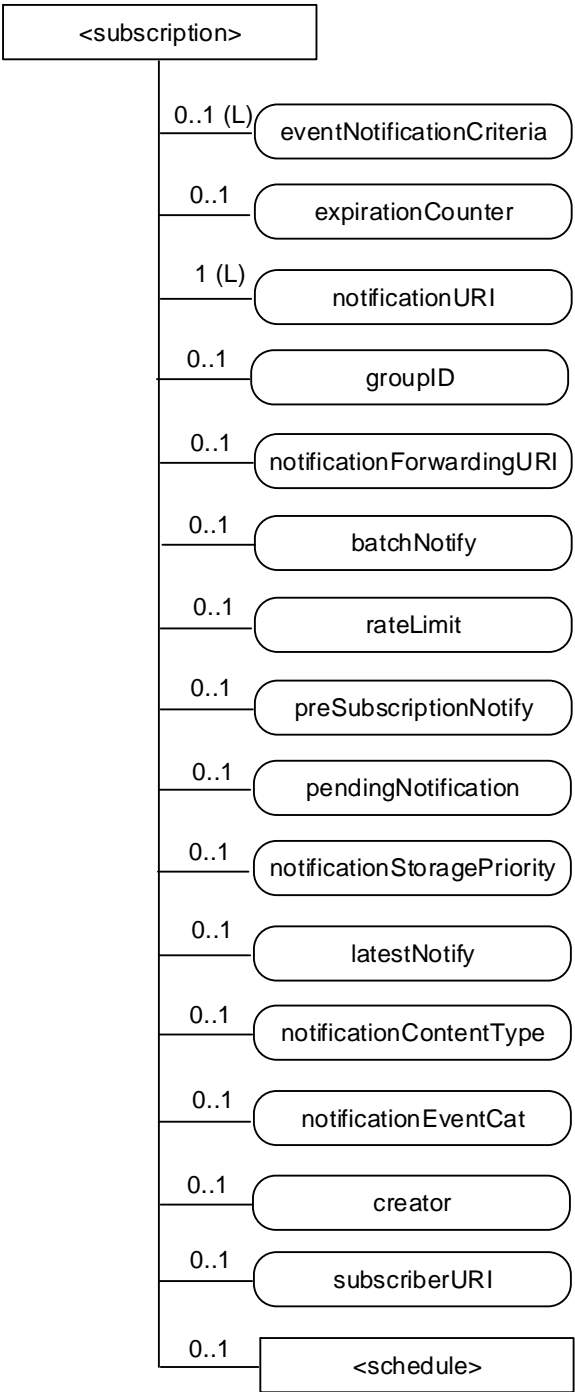 <subscription>
0..1 (L)
eventNotificationCriteria
0..1
expirationCounter
1 (L)
notificationURI
0..1
groupID
0..1
notificationForwardingURI
0..1
batchNotify
0..1
rateLimit
0..1
preSubscriptionNotify
0..1
pendingNotification
0..1
notificationStoragePriority
0..1
latestNotify
0..1
notificationContentType
0..1
notificationEventCat
0..1
creator
0..1
subscriberURI
0..1
<schedule>